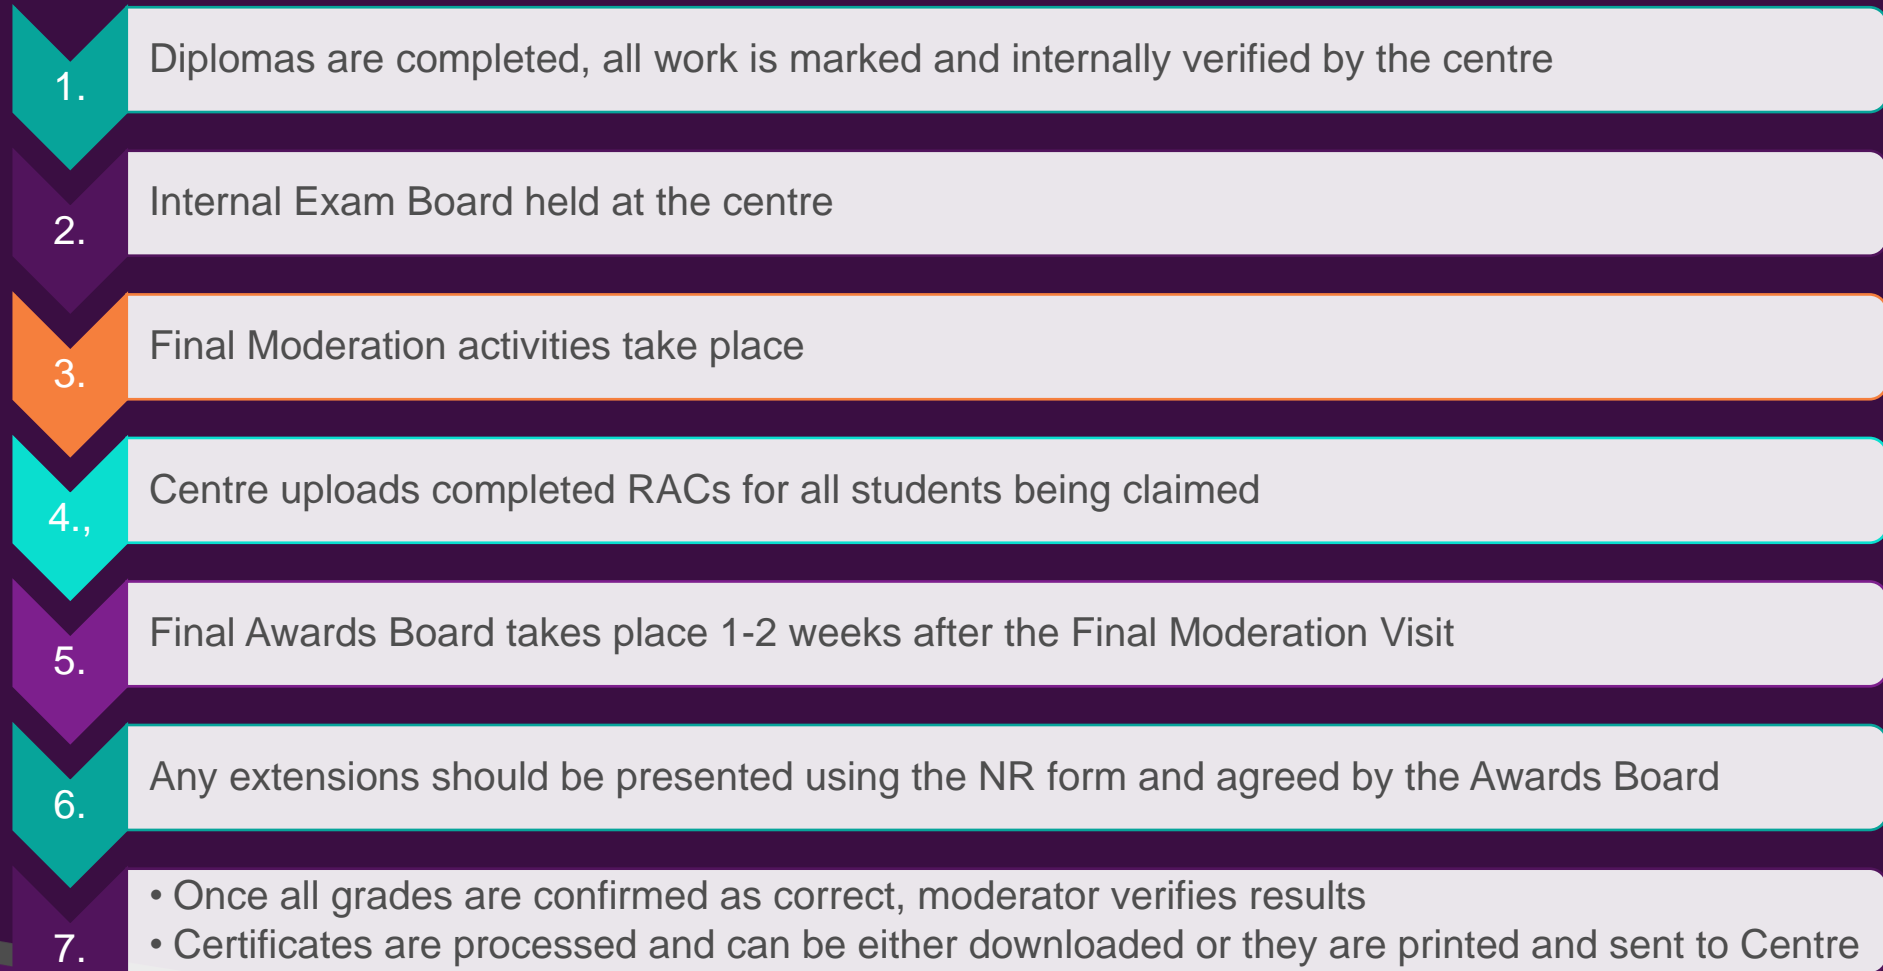 1. Diplomas are completed, all work is marked and internally verified by the centre
2. Internal Exam Board held at the centre
3. Final Moderation activities take place
4., Centre uploads completed RACs for all students being claimed
5. Final Awards Board takes place 1-2 weeks after the Final Moderation Visit
6. Any extensions should be presented using the NR form and agreed by the Awards Board
7. • Once all grades are confirmed as correct, moderator verifies results
• Certificates are processed and can be either downloaded or they are printed and sent to Centre